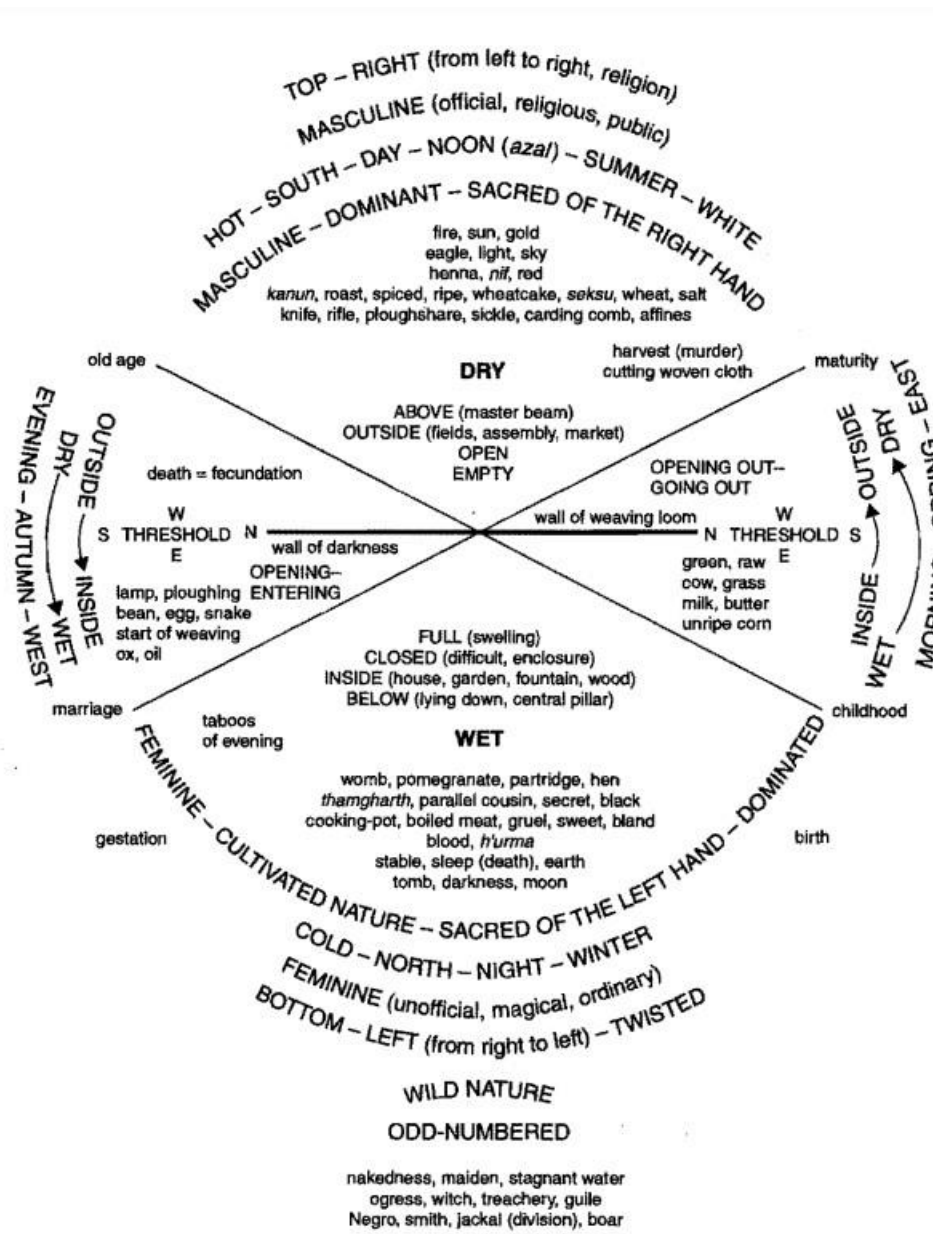 TOP – RIGHT (from left to right, religion)
MASCULINE (official, religious, public)
HOT – SOUTH – DAY – NOON (azal) – SUMMER – WHITE
MASCULINE – DOMINANT – SACRED OF THE RIGHT HAND
fire, sun, gold
eagle, light, sky
henna, nif, red
kanun, roast, spiced, ripe, wheatcake, seksu, wheat, salt
knife, rifle, ploughshare, sickle, carding comb, affines
harvest (murder)
cutting woven cloth
old age
DRY
maturity
ABOVE (master beam)
OUTSIDE (fields, assembly, market)
OPEN
EMPTY
EVENING – AUTUMN – WEST
DRY
WET
OUTSIDE
INSIDE
death = fecundation
OPENING OUT--
GOING OUT
W
S THRESHOLD N
E
wall of darkness
wall of weaving loom
W
N THRESHOLD S
E
INSIDE
OUTSIDE
WET
DRY
EAST
OPENING--
ENTERING
lamp, ploughing
bean, egg, snake
start of weaving
ox, oil
green, raw
cow, grass
milk, butter
unripe corn
FULL (swelling)
CLOSED (difficult, enclosure)
INSIDE (house, garden, fountain, wood)
BELOW (lying down, central pillar)
marriage
childhood
taboos
of evening
WET
womb, pomegranate, partridge, hen
thamgharth, parallel cousin, secret, black
cooking-pot, boiled meat, gruel, sweet, bland
blood, h'urma
stable, sleep (death), earth
tomb, darkness, moon
gestation
birth
FEMININE – CULTIVATED NATURE – SACRED OF THE LEFT HAND – DOMINATED
COLD – NORTH – NIGHT – WINTER
FEMININE (unofficial, magical, ordinary)
BOTTOM – LEFT (from right to left) – TWISTED
WILD NATURE
ODD-NUMBERED
nakedness, maiden, stagnant water
ogress, witch, treachery, guile
Negro, smith, jackal (division), boar